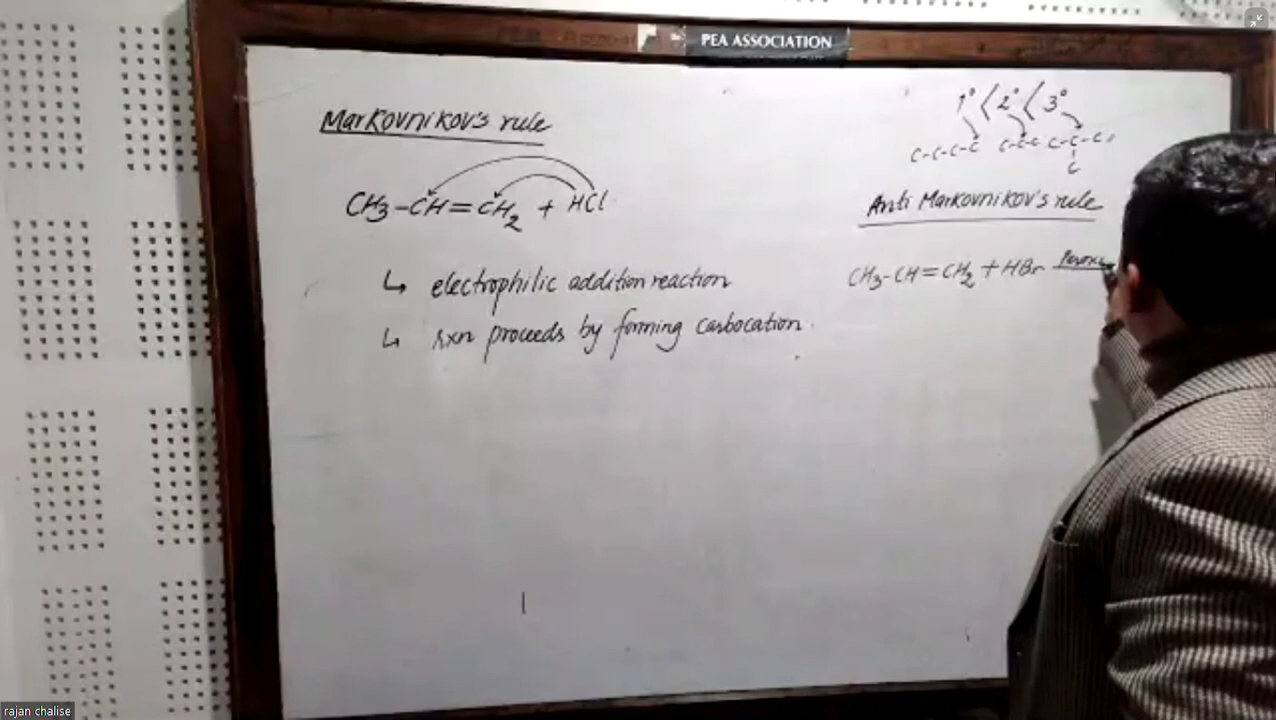 PEA ASSOCIATION
Markovnikov's rule
CH3-CH=CH2 + HCl
↳ electrophilic addition reaction
↳ rxn proceeds by forming carbocation.
1° < 2° < 3°
C-C-C-C C-C-C C-C-C
C
Anti Markovnikov's rule
CH3-CH=CH2 + HBr
rajan chalise